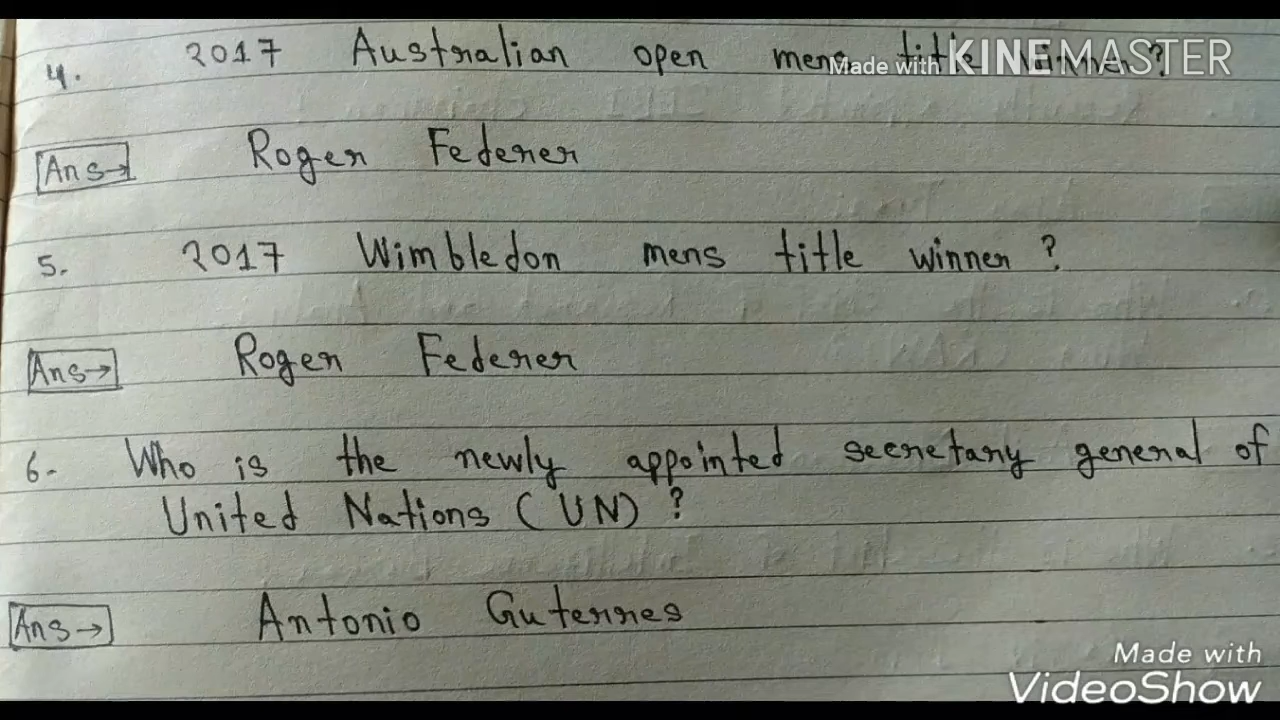 4. 2017 Australian open mens title winner?
Made with KINEMASTER
Ans→ Roger Federer
5. 2017 Wimbledon mens title winner?
Ans→ Roger Federer
6. Who is the newly appointed secretary general of
United Nations (UN)?
Ans→ Antonio Guterres
Made with
VideoShow